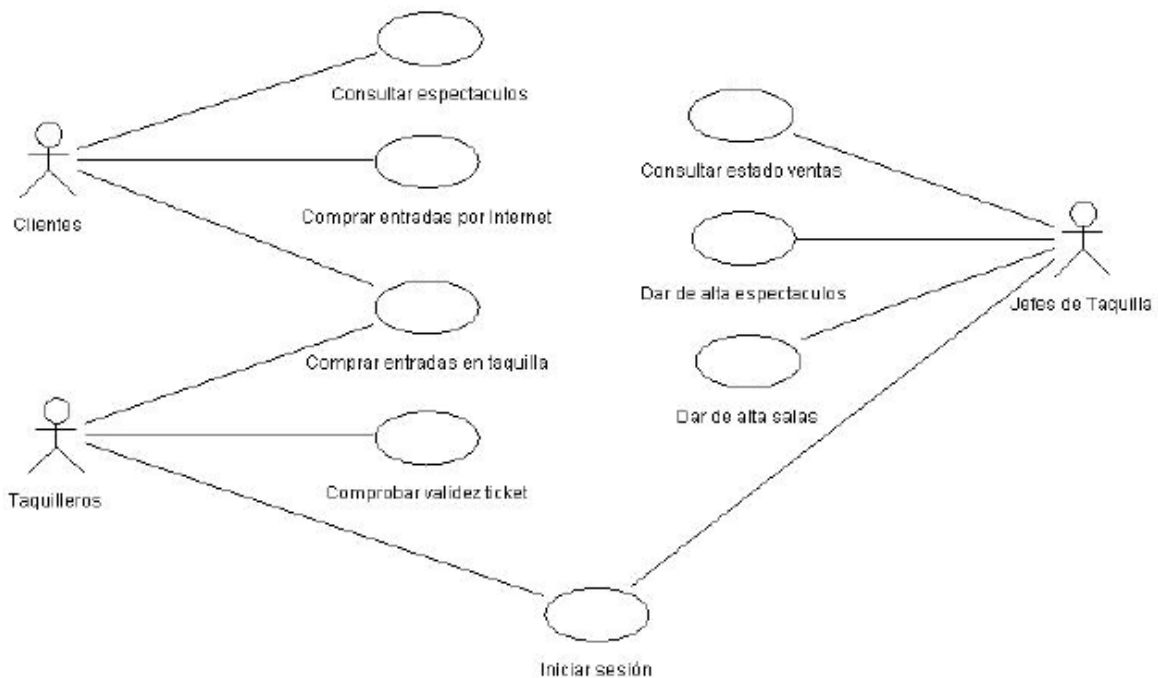 Consultar espectaculos
Consultar estado ventas
Clientes
Comprar entradas por Internet
Dar de alta espectaculos
Jefes de Taquilla
Comprar entradas en taquilla
Dar de alta salas
Taquilleros
Comprobar validez ticket
Iniciar sesión